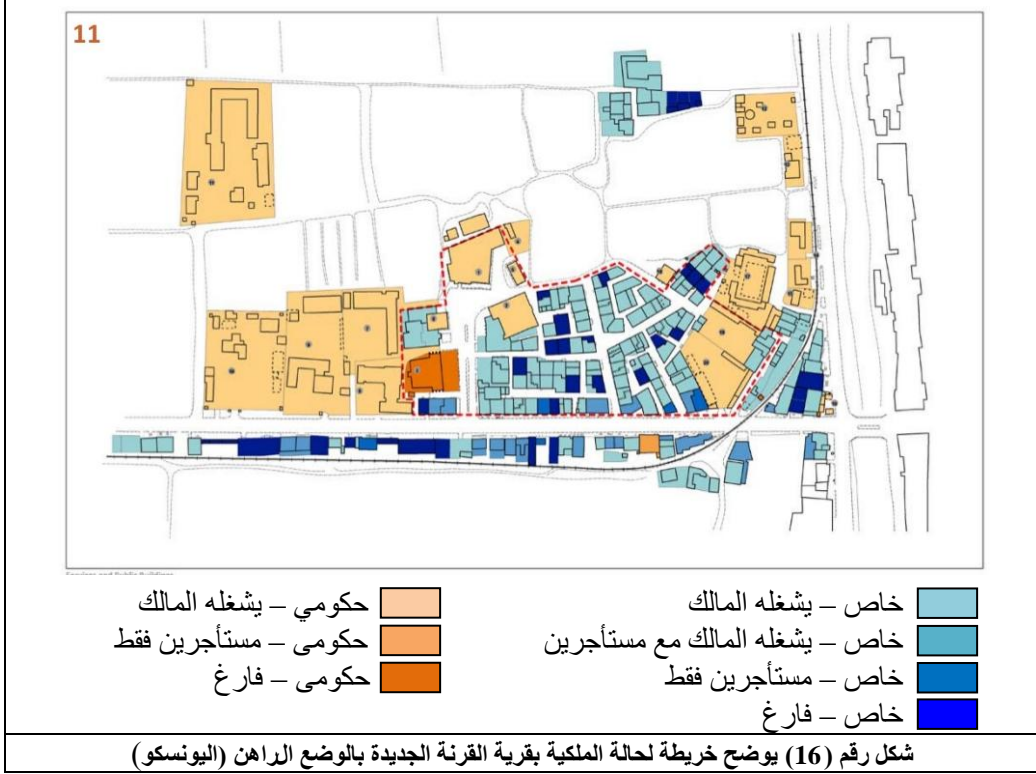 11
خاص – يشغله المالك
خاص – يشغله المالك مع مستأجرين
خاص – مستأجرين فقط
خاص – فارغ
حكومي – يشغله المالك
حكومى – مستأجرين فقط
حكومى – فارغ
شكل رقم (16) يوضح خريطة لحالة الملكية بقرية القرنة الجديدة بالوضع الراهن (اليونسكو)